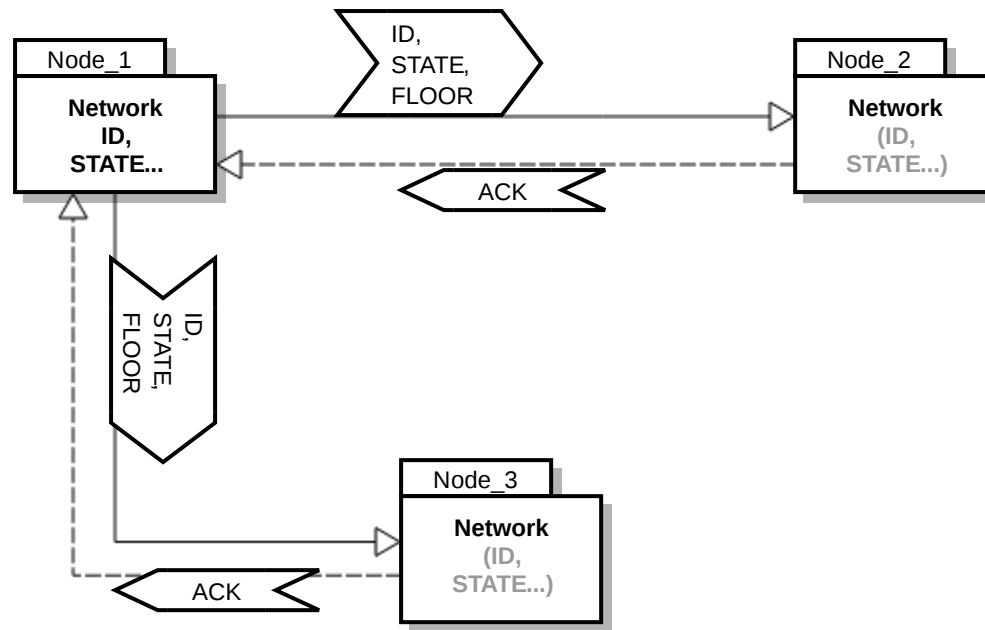 Node_1
Network
ID,
STATE...
ID,
STATE,
FLOOR
Node_2
Network
(ID,
STATE...)
ACK
ID,
STATE,
FLOOR
Node_3
Network
(ID,
STATE...)
ACK